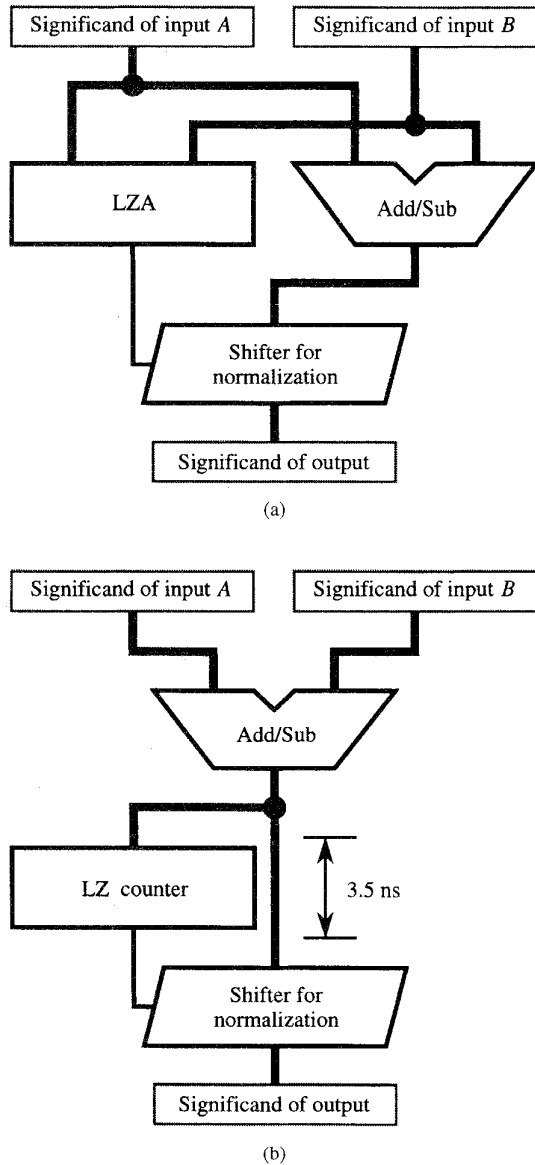 Significand of input A
Significand of input B
LZA
Add/Sub
Shifter for
normalization
Significand of output
(a)
Significand of input A
Significand of input B
Add/Sub
LZ counter
3.5 ns
Shifter for
normalization
Significand of output
(b)